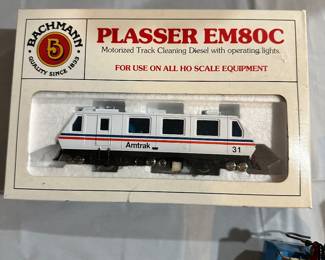 BACHMANN
B
QUALITY SINCE 1833
PLASSER EM80C
Motorized Track Cleaning Diesel with operating lights.
FOR USE ON ALL HO SCALE EQUIPMENT
Amtrak
31